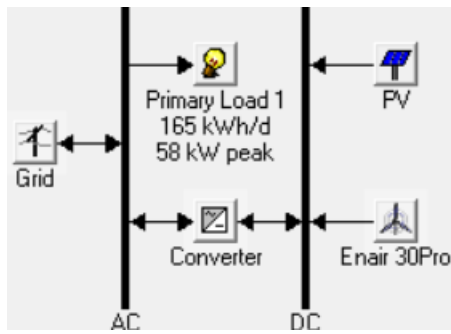 Primary Load 1
165 kWh/d
58 kW peak
PV
Grid
Converter
Enair 30Pro
AC
DC